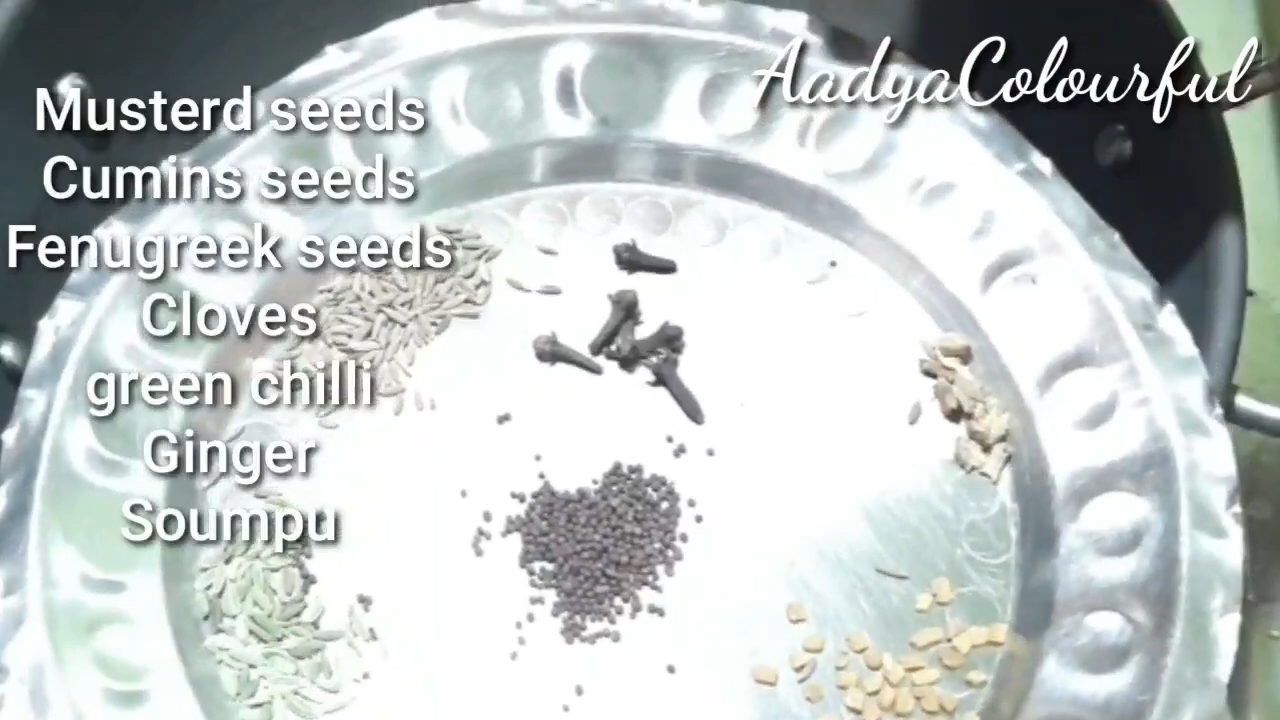 AadyaColourful
Musterd seeds
Cumins seeds
Fenugreek seeds
Cloves
green chilli
Ginger
Soumpu